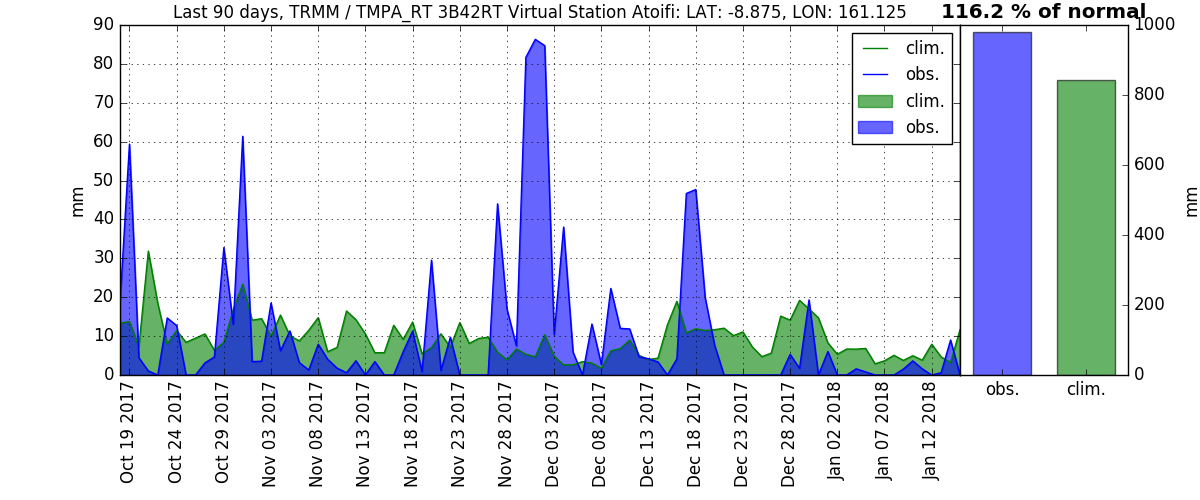 Last 90 days, TRMM / TMPA_RT 3B42RT Virtual Station Atoifi: LAT: -8.875, LON: 161.125
116.2 % of normal
90
80
70
60
50
40
30
20
10
0
mm
clim.
obs.
clim.
obs.
Oct 19 2017
Oct 24 2017
Oct 29 2017
Nov 03 2017
Nov 08 2017
Nov 13 2017
Nov 18 2017
Nov 23 2017
Nov 28 2017
Dec 03 2017
Dec 08 2017
Dec 13 2017
Dec 18 2017
Dec 23 2017
Dec 28 2017
Jan 02 2018
Jan 07 2018
Jan 12 2018
obs.
clim.
1000
800
600
400
200
0
mm